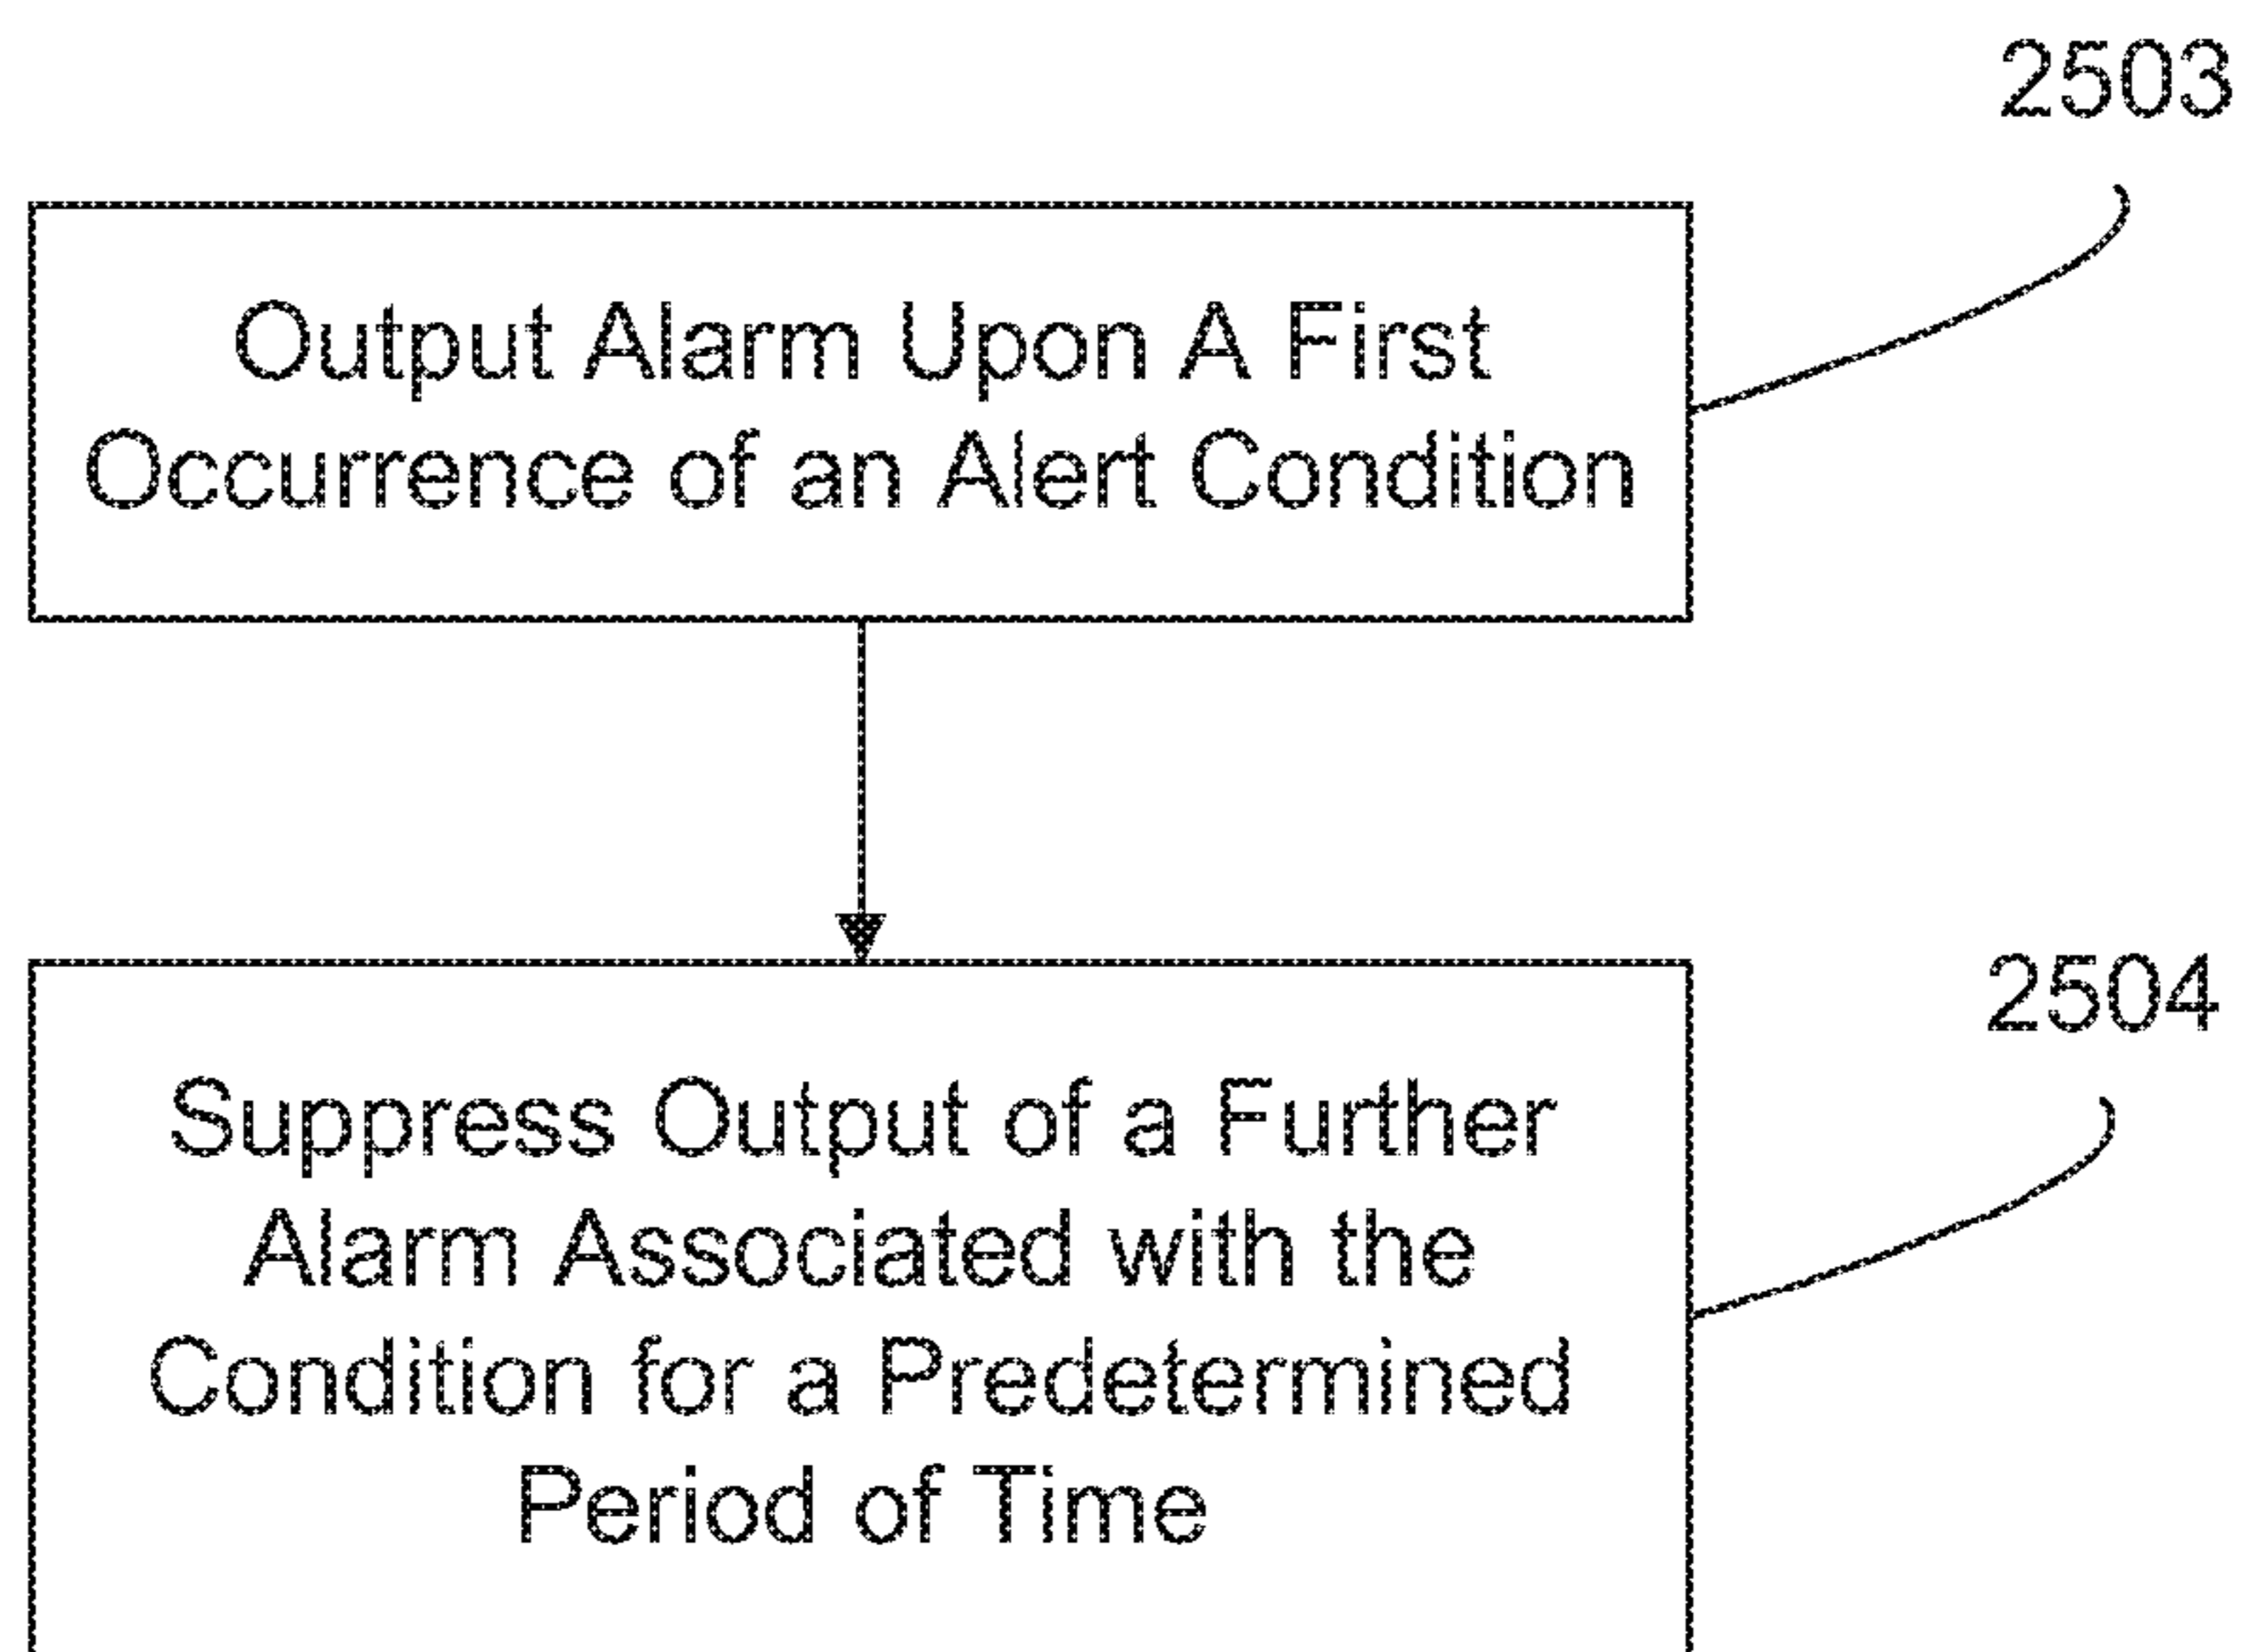 2503
Output Alarm Upon A First
Occurrence of an Alert Condition
2504
Suppress Output of a Further
Alarm Associated with the
Condition for a Predetermined
Period of Time